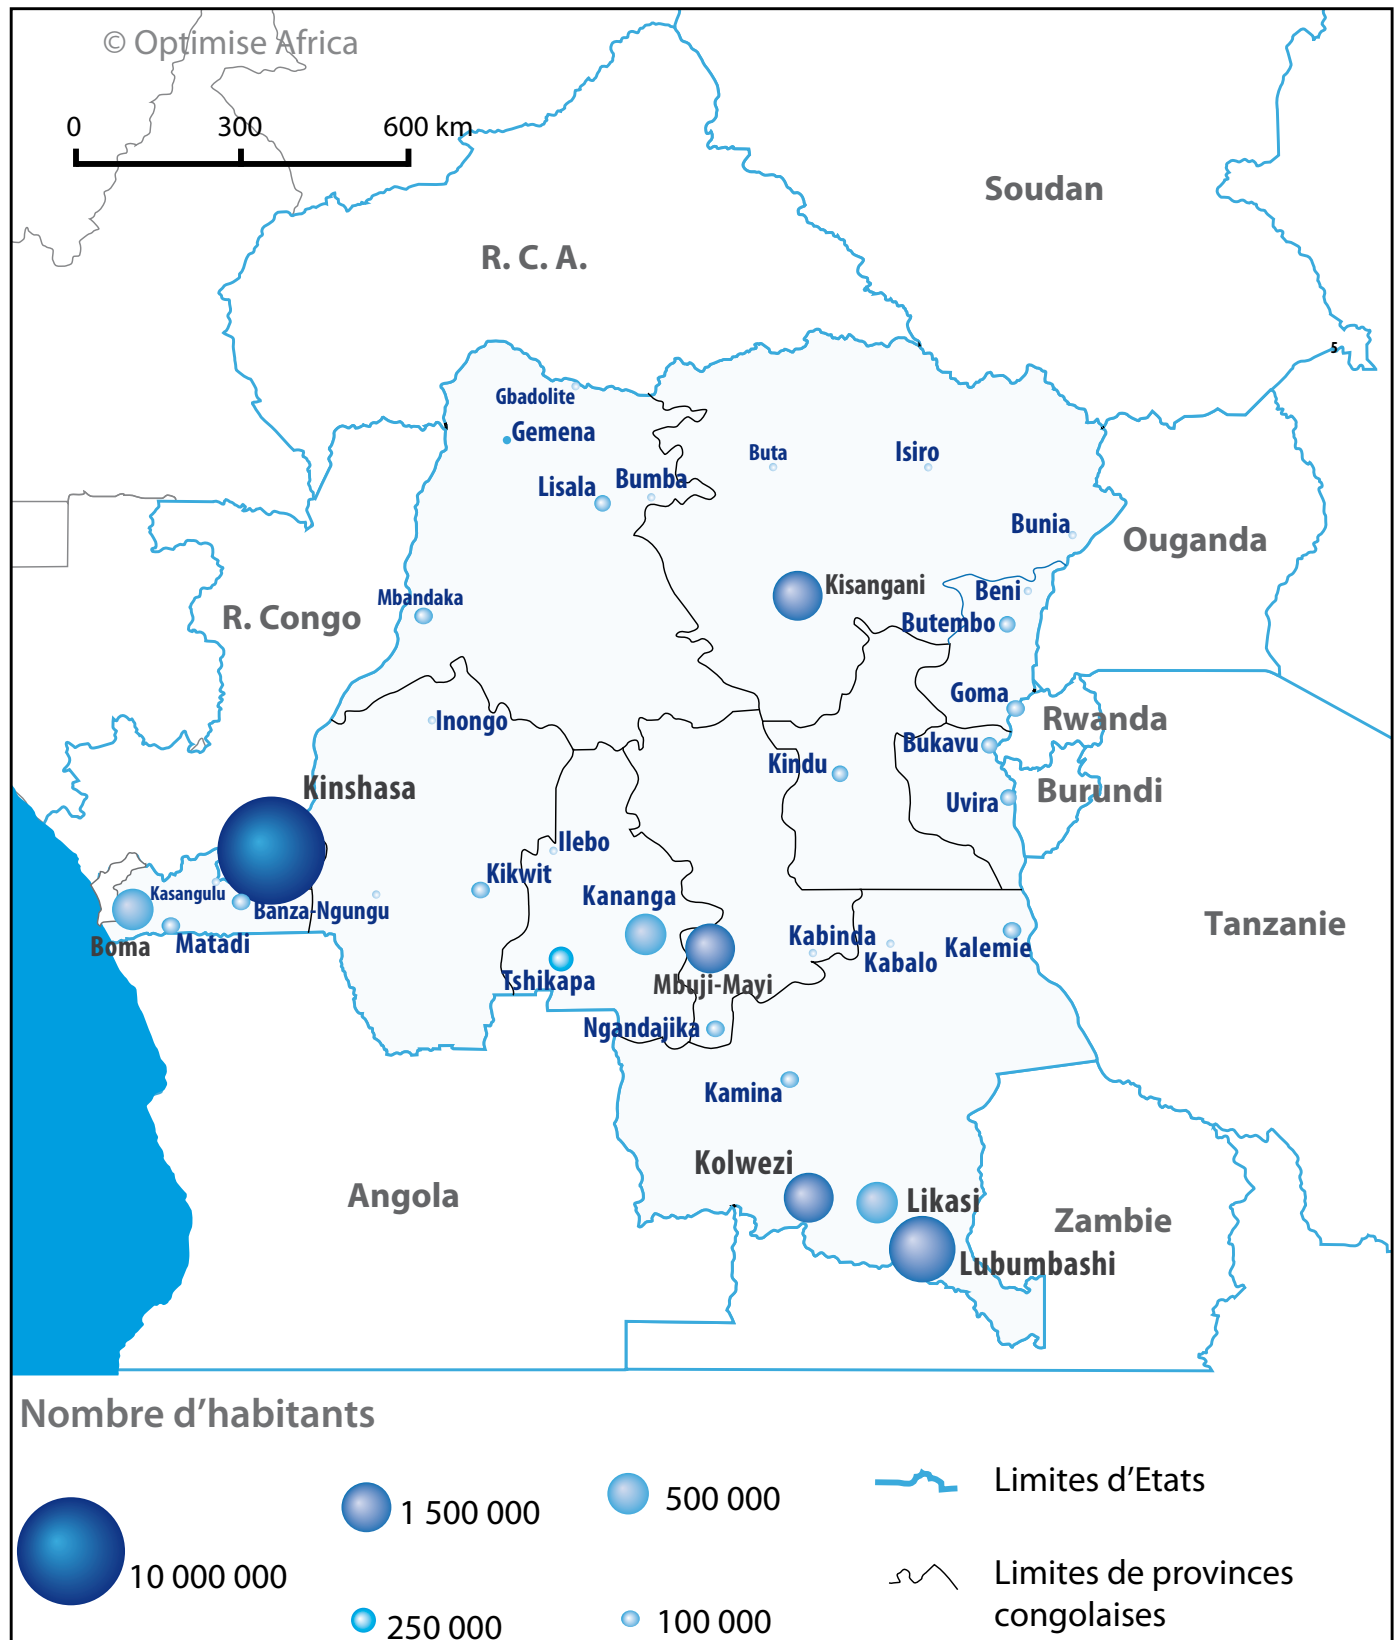 © Optimise Africa
0 300 600 km
Soudan
R. C. A.
5
Gbadolite
Gemena
Buta
Isiro
Lisala
Bumba
Bunia
Ouganda
Kisangani
Beni
Mbandaka
R. Congo
Butembo
Goma
Inongo
Rwanda
Bukavu
Kindu
Kinshasa
Burundi
Uvira
Ilebo
Kikwit
Kasangulu
Kananga
Banza-Ngungu
Tanzanie
Boma
Matadi
Kabinda
Kabalo
Kalemie
Tshikapa
Mbuji-Mayi
Ngandajika
Kamina
Kolwezi
Angola
Likasi
Zambie
Lubumbashi
Nombre d’habitants
10 000 000
1 500 000
500 000
250 000
100 000
Limites d’Etats
Limites de provinces
congolaises